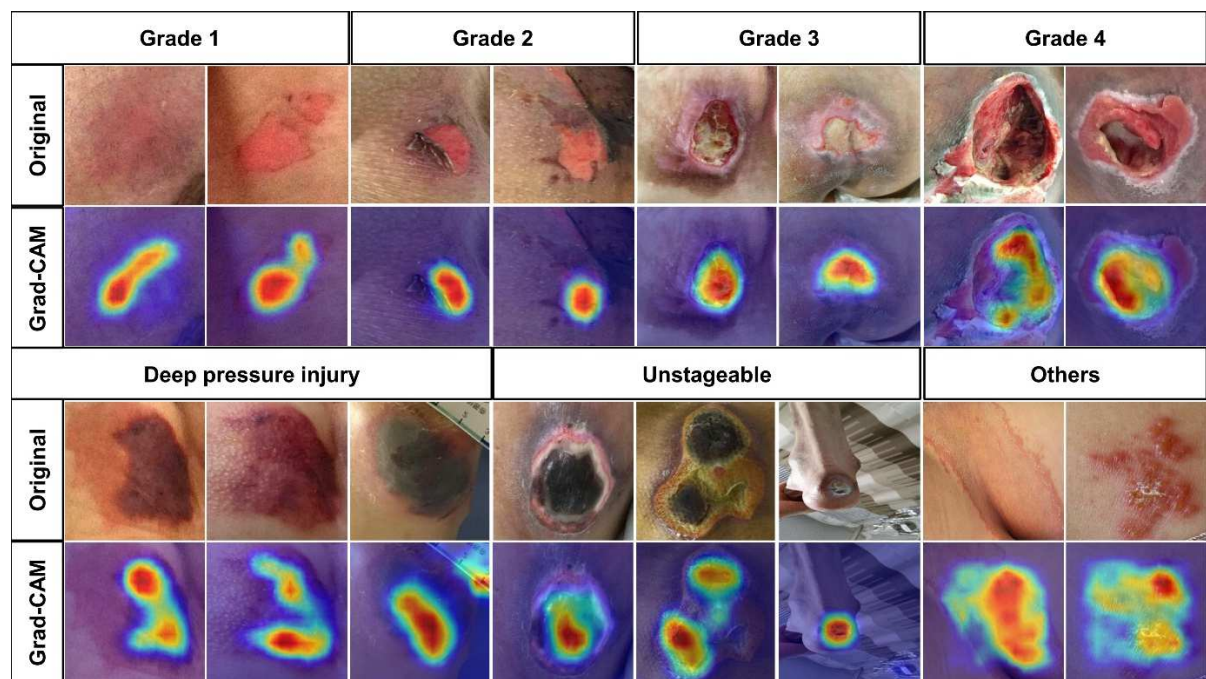 Grade 1
Grade 2
Grade 3
Grade 4
Original
Grad-CAM
Deep pressure injury
Unstageable
Others
Original
Grad-CAM